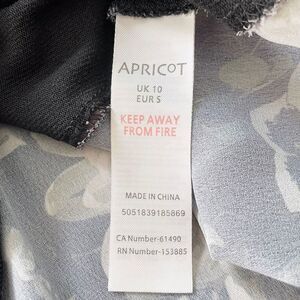 APRICOT
UK 10
EUR S
KEEP AWAY
FROM FIRE
MADE IN CHINA
5051839185869
CA Number-61490
RN Number-153885